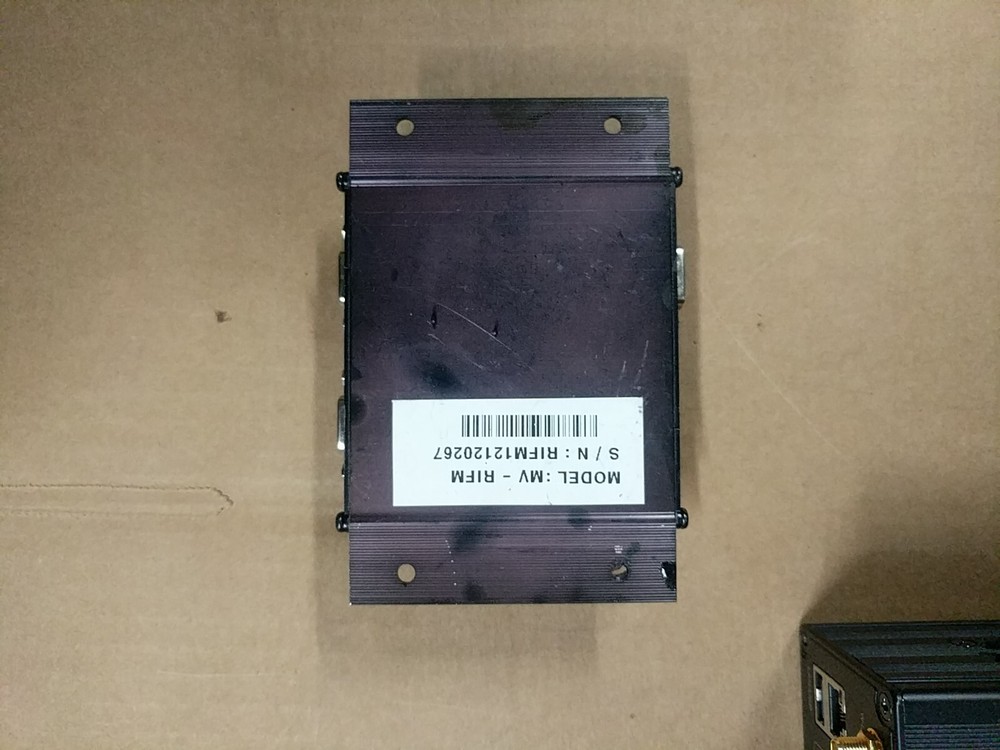 MODEL : MV - RIFM
S / N : RIFM12120267